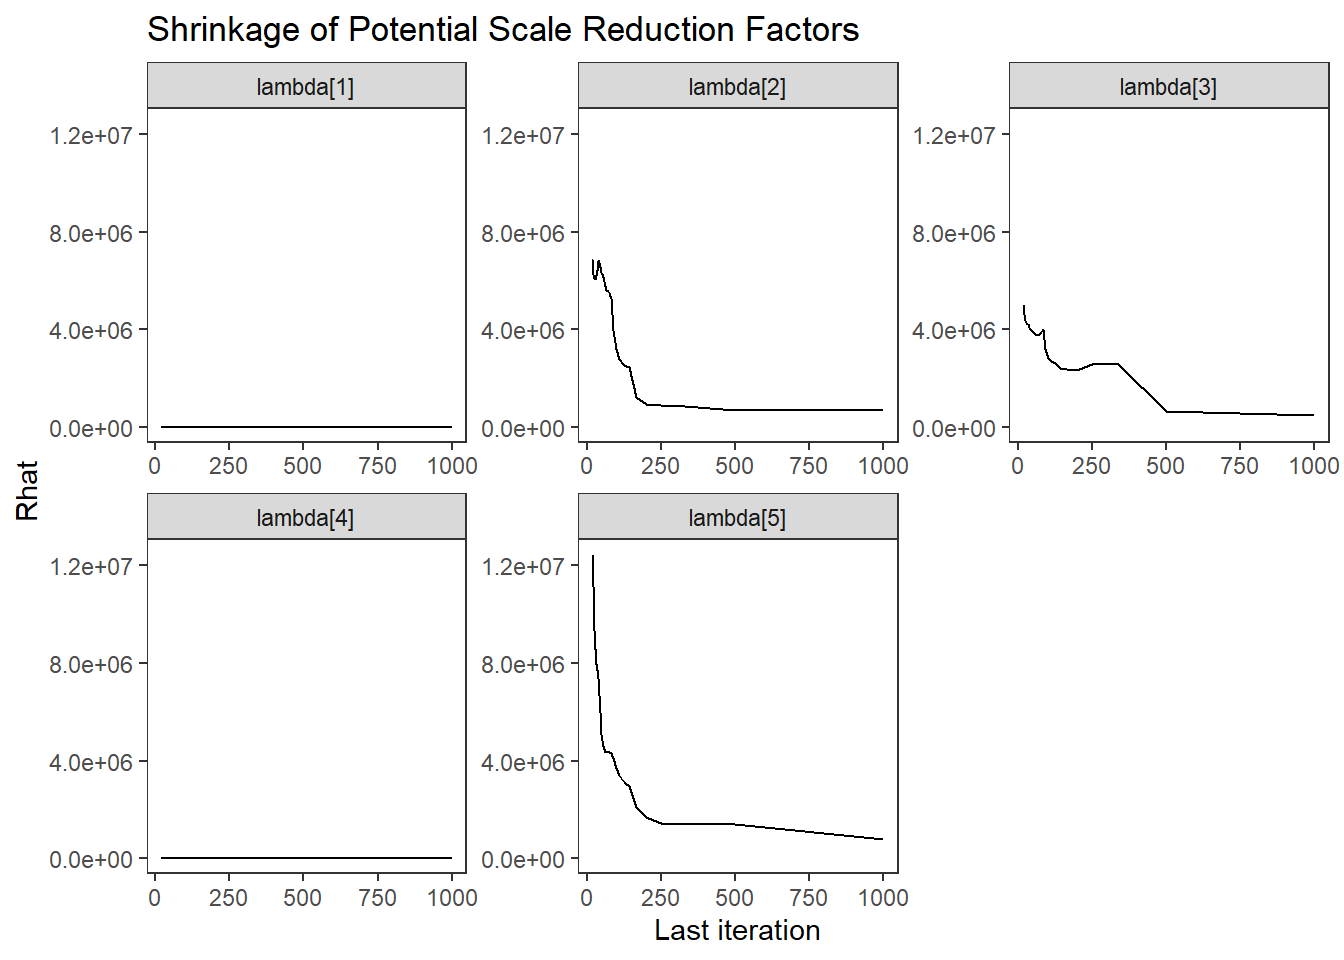 Shrinkage of Potential Scale Reduction Factors
lambda[1] lambda[2] lambda[3]
1.2e+07 1.2e+07 1.2e+07
8.0e+06 8.0e+06 8.0e+06
4.0e+06 4.0e+06 4.0e+06
0.0e+00 0.0e+00 0.0e+00
0 250 500 750 1000 0 250 500 750 1000 0 250 500 750 1000
Rhat
lambda[4] lambda[5]
1.2e+07 1.2e+07
8.0e+06 8.0e+06
4.0e+06 4.0e+06
0.0e+00 0.0e+00
0 250 500 750 1000 0 250 500 750 1000
Last iteration